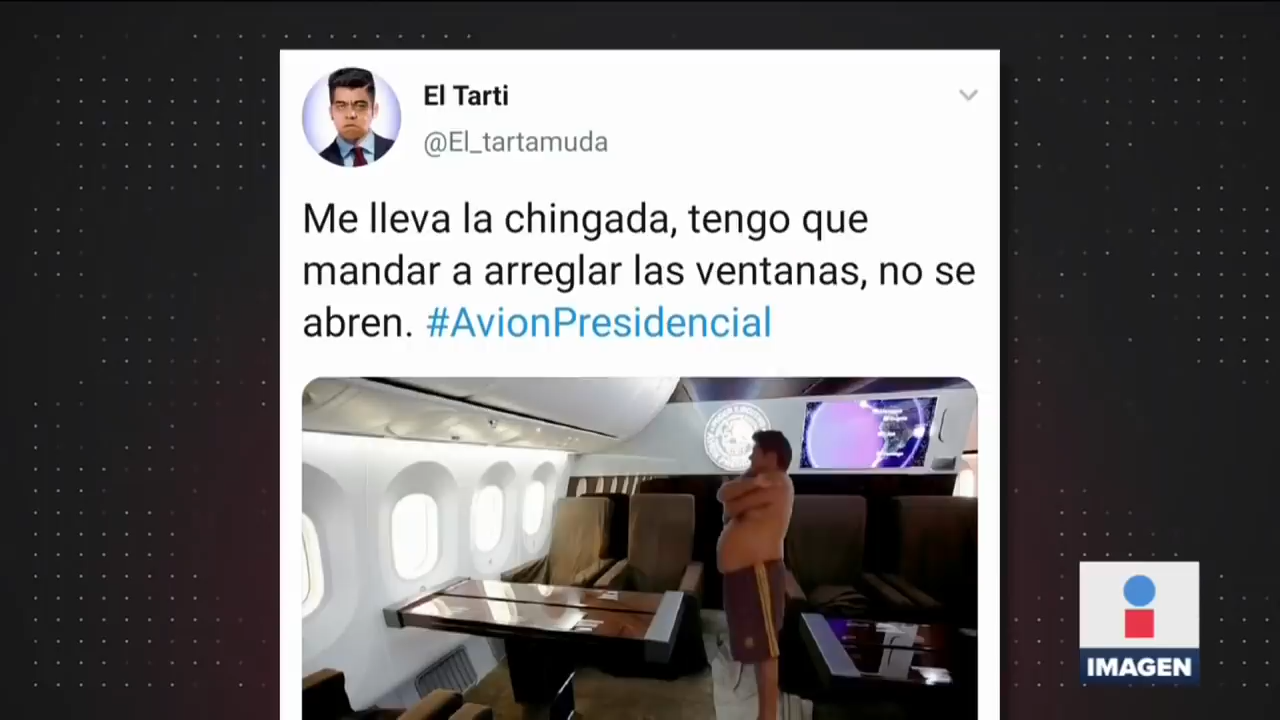 El Tarti
@El_tartamuda
Me lleva la chingada, tengo que
mandar a arreglar las ventanas, no se
abren. #AvionPresidencial
IMAGEN